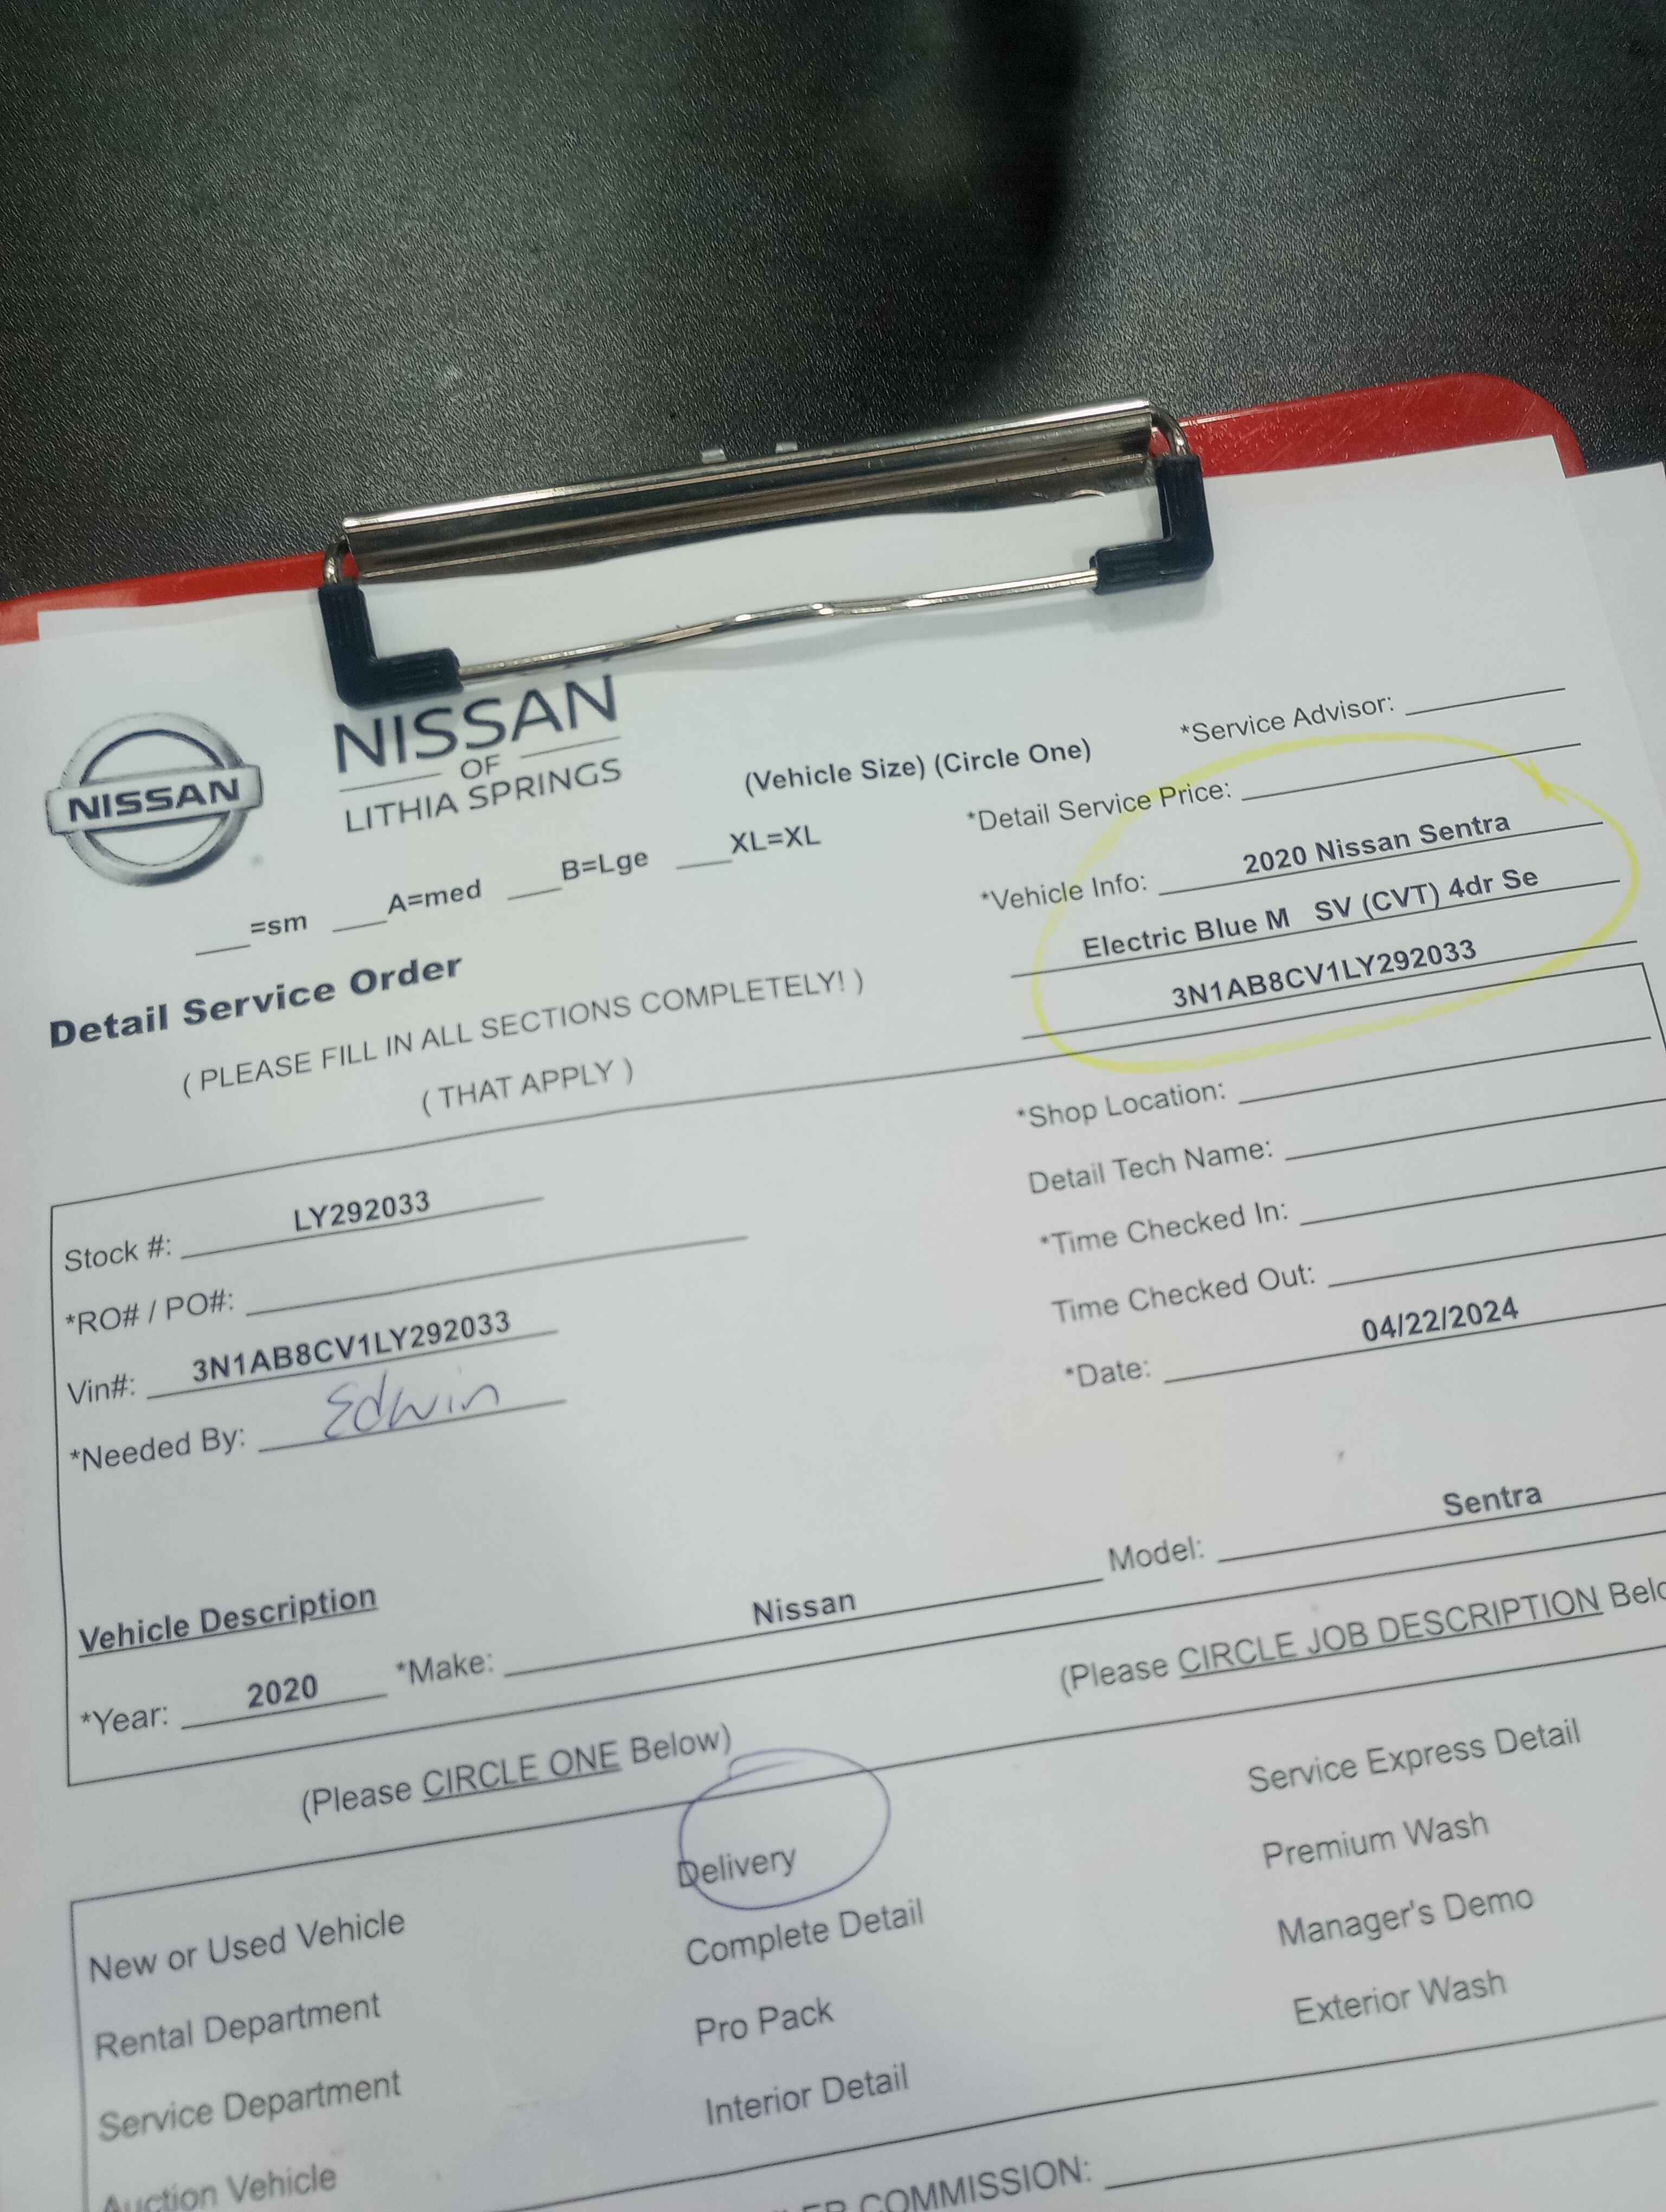 NISSAN
NISSAN
OF
LITHIA SPRINGS
(Vehicle Size) (Circle One)
___=sm ___A=med ___B=Lge ___XL=XL
Detail Service Order
( PLEASE FILL IN ALL SECTIONS COMPLETELY! )
( THAT APPLY )
*Service Advisor:
*Detail Service Price:
*Vehicle Info: 2020 Nissan Sentra
Electric Blue M SV (CVT) 4dr Se
3N1AB8CV1LY292033
Stock #: LY292033
*RO# / PO#:
Vin#: 3N1AB8CV1LY292033
*Needed By: Edwin
*Shop Location:
Detail Tech Name:
*Time Checked In:
Time Checked Out:
*Date: 04/22/2024
Vehicle Description
*Year: 2020 *Make: Nissan Model: Sentra
(Please CIRCLE ONE Below)
(Please CIRCLE JOB DESCRIPTION
New or Used Vehicle
Rental Department
Service Department
Auction Vehicle
Delivery
Complete Detail
Pro Pack
Interior Detail
Service Express Detail
Premium Wash
Manager's Demo
Exterior Wash
COMMISSION: